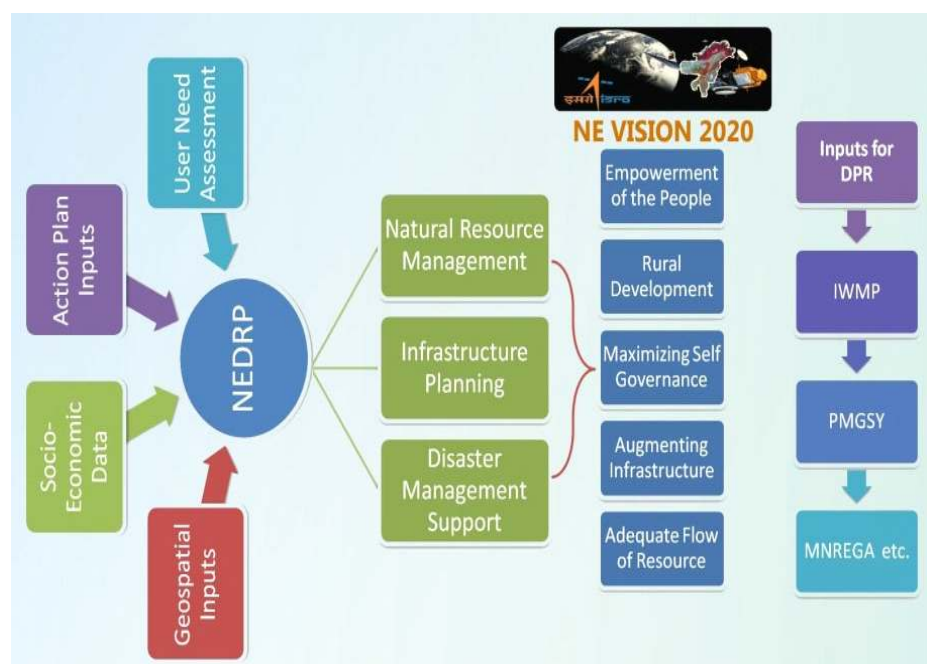 User Need
Assessment
Action Plan
Inputs
Socio-
Economic
Data
Geospatial
Inputs
NEDRP
Natural Resource
Management
Infrastructure
Planning
Disaster
Management
Support
इसरो isro
NE VISION 2020
Empowerment
of the People
Rural
Development
Maximizing Self
Governance
Augmenting
Infrastructure
Adequate Flow
of Resource
Inputs for
DPR
IWMP
PMGSY
MNREGA etc.